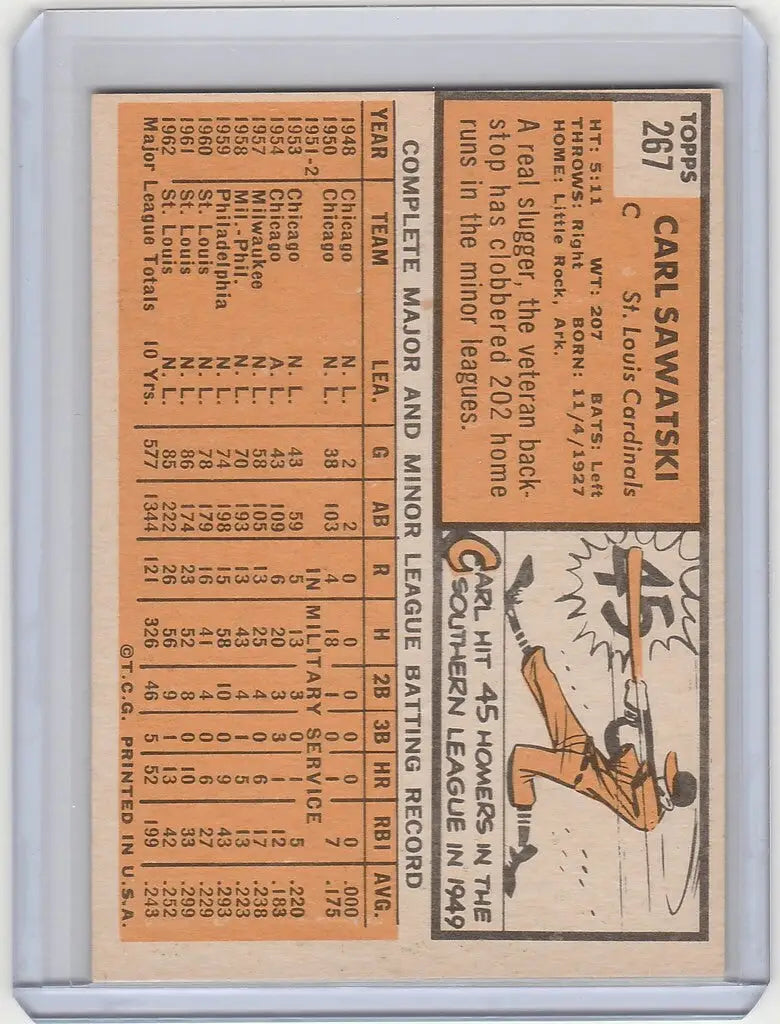 TOPPS
267
CARL SAWATSKI
C St. Louis Cardinals
HT: 5:11 WT: 207 BATS: Left
THROWS: Right BORN: 11/4/1927
HOME: Little Rock, Ark.
A real slugger, the veteran back-
stop has clobbered 202 home
runs in the minor leagues.
45
CARL HIT 45 HOMERS IN THE
SOUTHERN LEAGUE IN 1949
COMPLETE MAJOR AND MINOR LEAGUE BATTING RECORD
YEAR TEAM LEA. G AB R H 2B 3B HR RBI AVG.
1948 Chicago N. L. 2 2 0 0 0 0 0 0 .000
1950 Chicago N. L. 38 103 4 18 1 0 1 7 .175
1951-2 IN MILITARY SERVICE
1953 Chicago N. L. 43 59 5 13 3 0 1 5 .220
1954 Chicago A. L. 43 109 6 20 3 3 1 12 .183
1957 Milwaukee N. L. 58 105 13 25 4 0 6 17 .238
1958 Mil.-Phil. N. L. 70 193 13 43 4 1 5 13 .223
1959 Philadelphia N. L. 74 198 15 58 10 0 9 43 .293
1960 St. Louis N. L. 78 179 16 41 4 0 6 27 .229
1961 St. Louis N. L. 86 174 23 52 8 0 10 33 .299
1962 St. Louis N. L. 85 222 26 56 9 1 13 42 .252
Major League Totals 10 Yrs. 577 1344 121 326 46 5 52 199 .243
©T.C.G. PRINTED IN U.S.A.